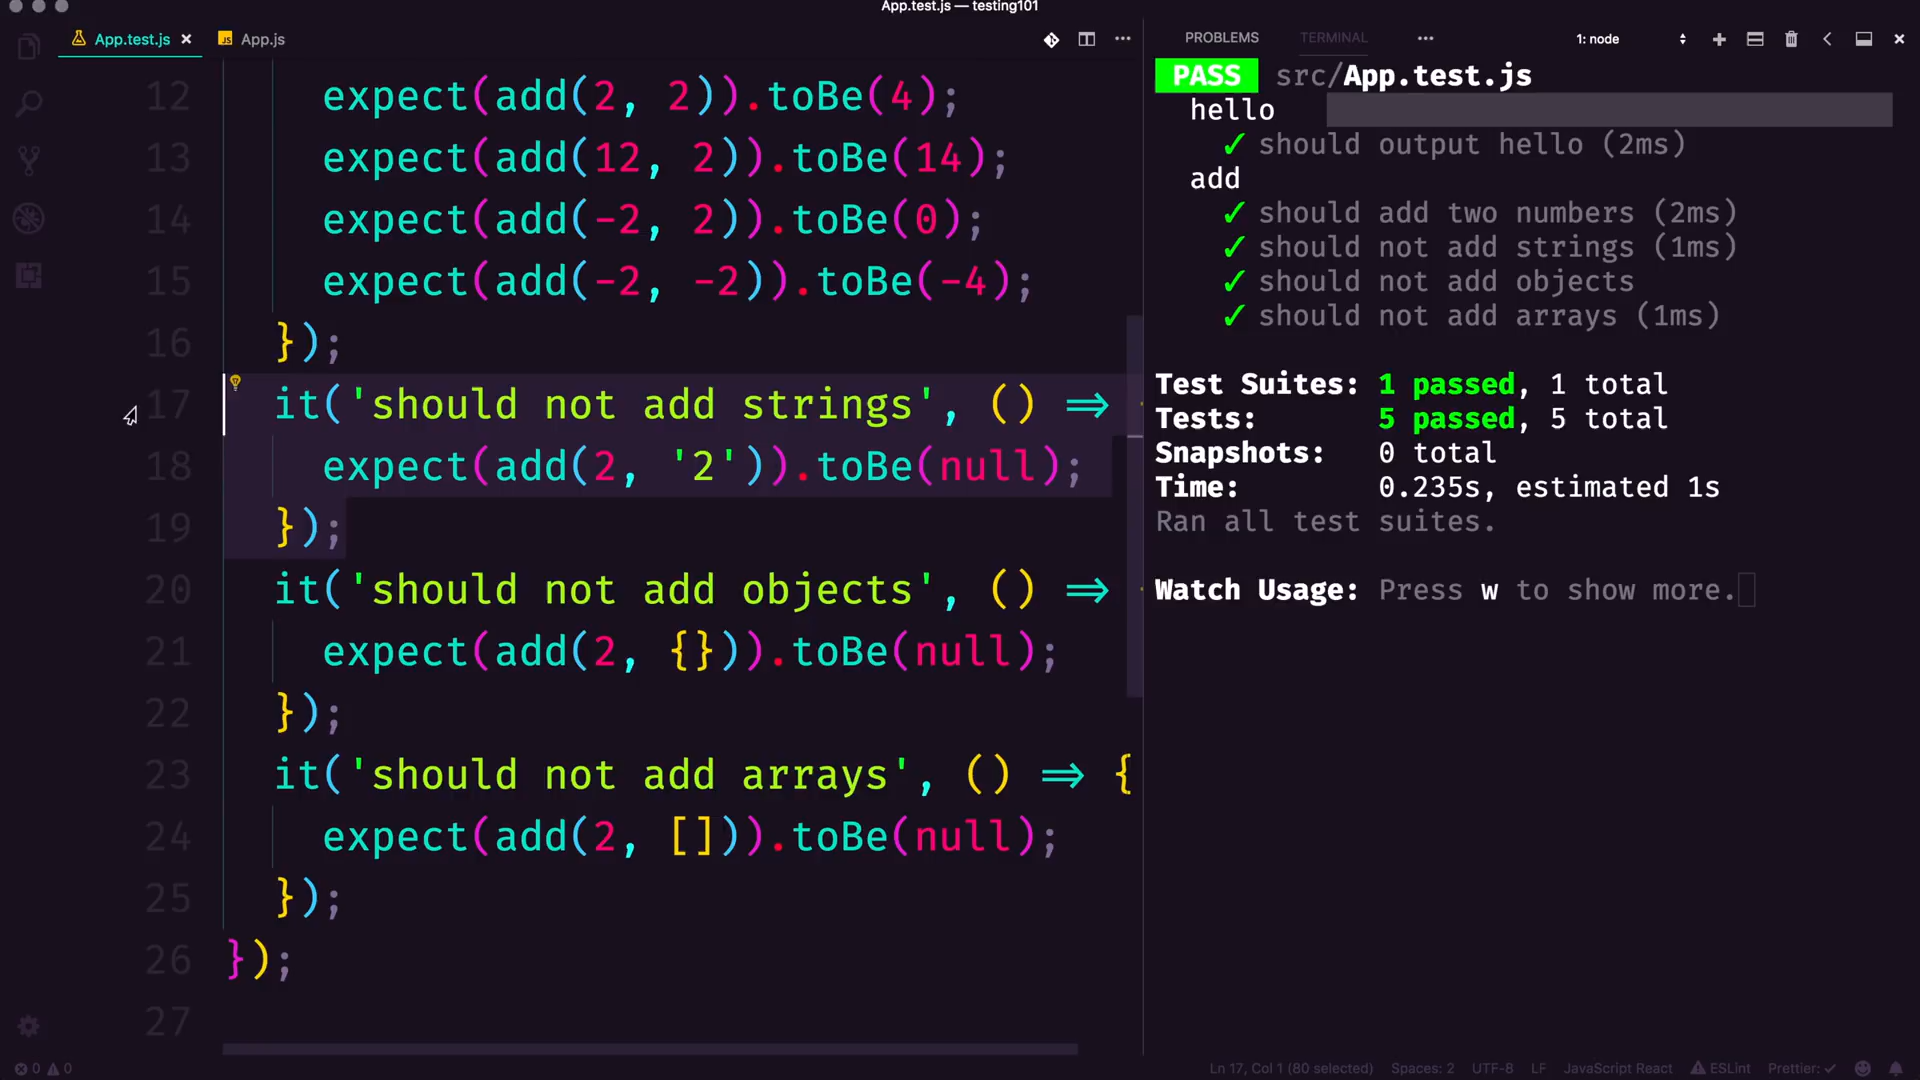 App.test.js — testing101
App.test.js
JS App.js
12 expect(add(2, 2)).toBe(4);
13 expect(add(12, 2)).toBe(14);
14 expect(add(-2, 2)).toBe(0);
15 expect(add(-2, -2)).toBe(-4);
16 });
17 it('should not add strings', () =>
18 expect(add(2, '2')).toBe(null);
19 });
20 it('should not add objects', () =>
21 expect(add(2, {})).toBe(null);
22 });
23 it('should not add arrays', () => {
24 expect(add(2, [])).toBe(null);
25 });
26 });
27
PROBLEMS TERMINAL ··· 1: node
PASS src/App.test.js
hello
✓ should output hello (2ms)
add
✓ should add two numbers (2ms)
✓ should not add strings (1ms)
✓ should not add objects
✓ should not add arrays (1ms)
Test Suites: 1 passed, 1 total
Tests: 5 passed, 5 total
Snapshots: 0 total
Time: 0.235s, estimated 1s
Ran all test suites.
Watch Usage: Press w to show more.
0 0
Ln 17, Col 1 (80 selected) Spaces: 2 UTF-8 LF JavaScript React ESLint Prettier: ✓